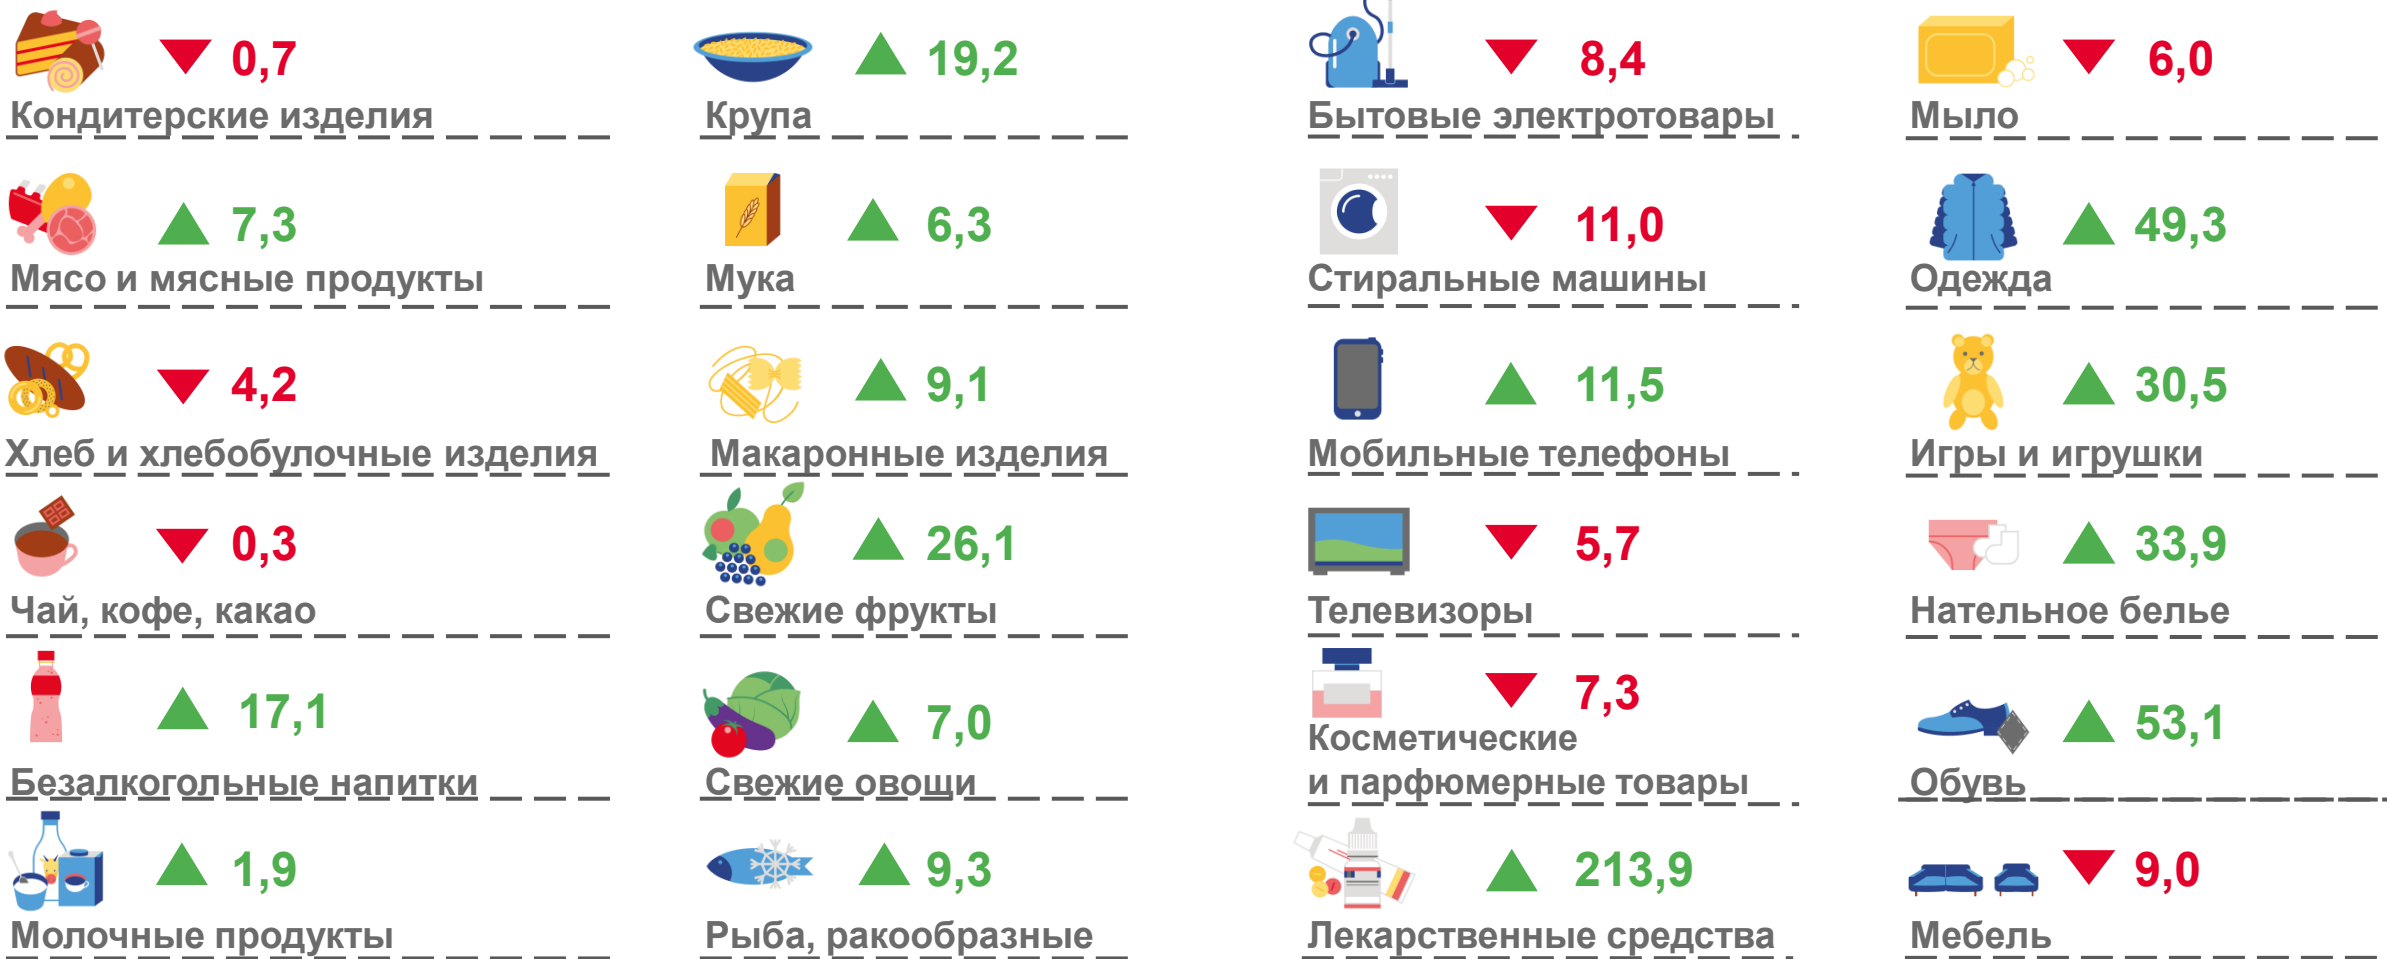 0,7
Кондитерские изделия
19,2
Крупа
8,4
Бытовые электротовары
6,0
Мыло
7,3
Мясо и мясные продукты
6,3
Мука
11,0
Стиральные машины
49,3
Одежда
4,2
Хлеб и хлебобулочные изделия
9,1
Макаронные изделия
11,5
Мобильные телефоны
30,5
Игры и игрушки
0,3
Чай, кофе, какао
26,1
Свежие фрукты
5,7
Телевизоры
33,9
Нательное белье
17,1
Безалкогольные напитки
7,0
Свежие овощи
7,3
Косметические
и парфюмерные товары
53,1
Обувь
1,9
Молочные продукты
9,3
Рыба, ракообразные
213,9
Лекарственные средства
9,0
Мебель